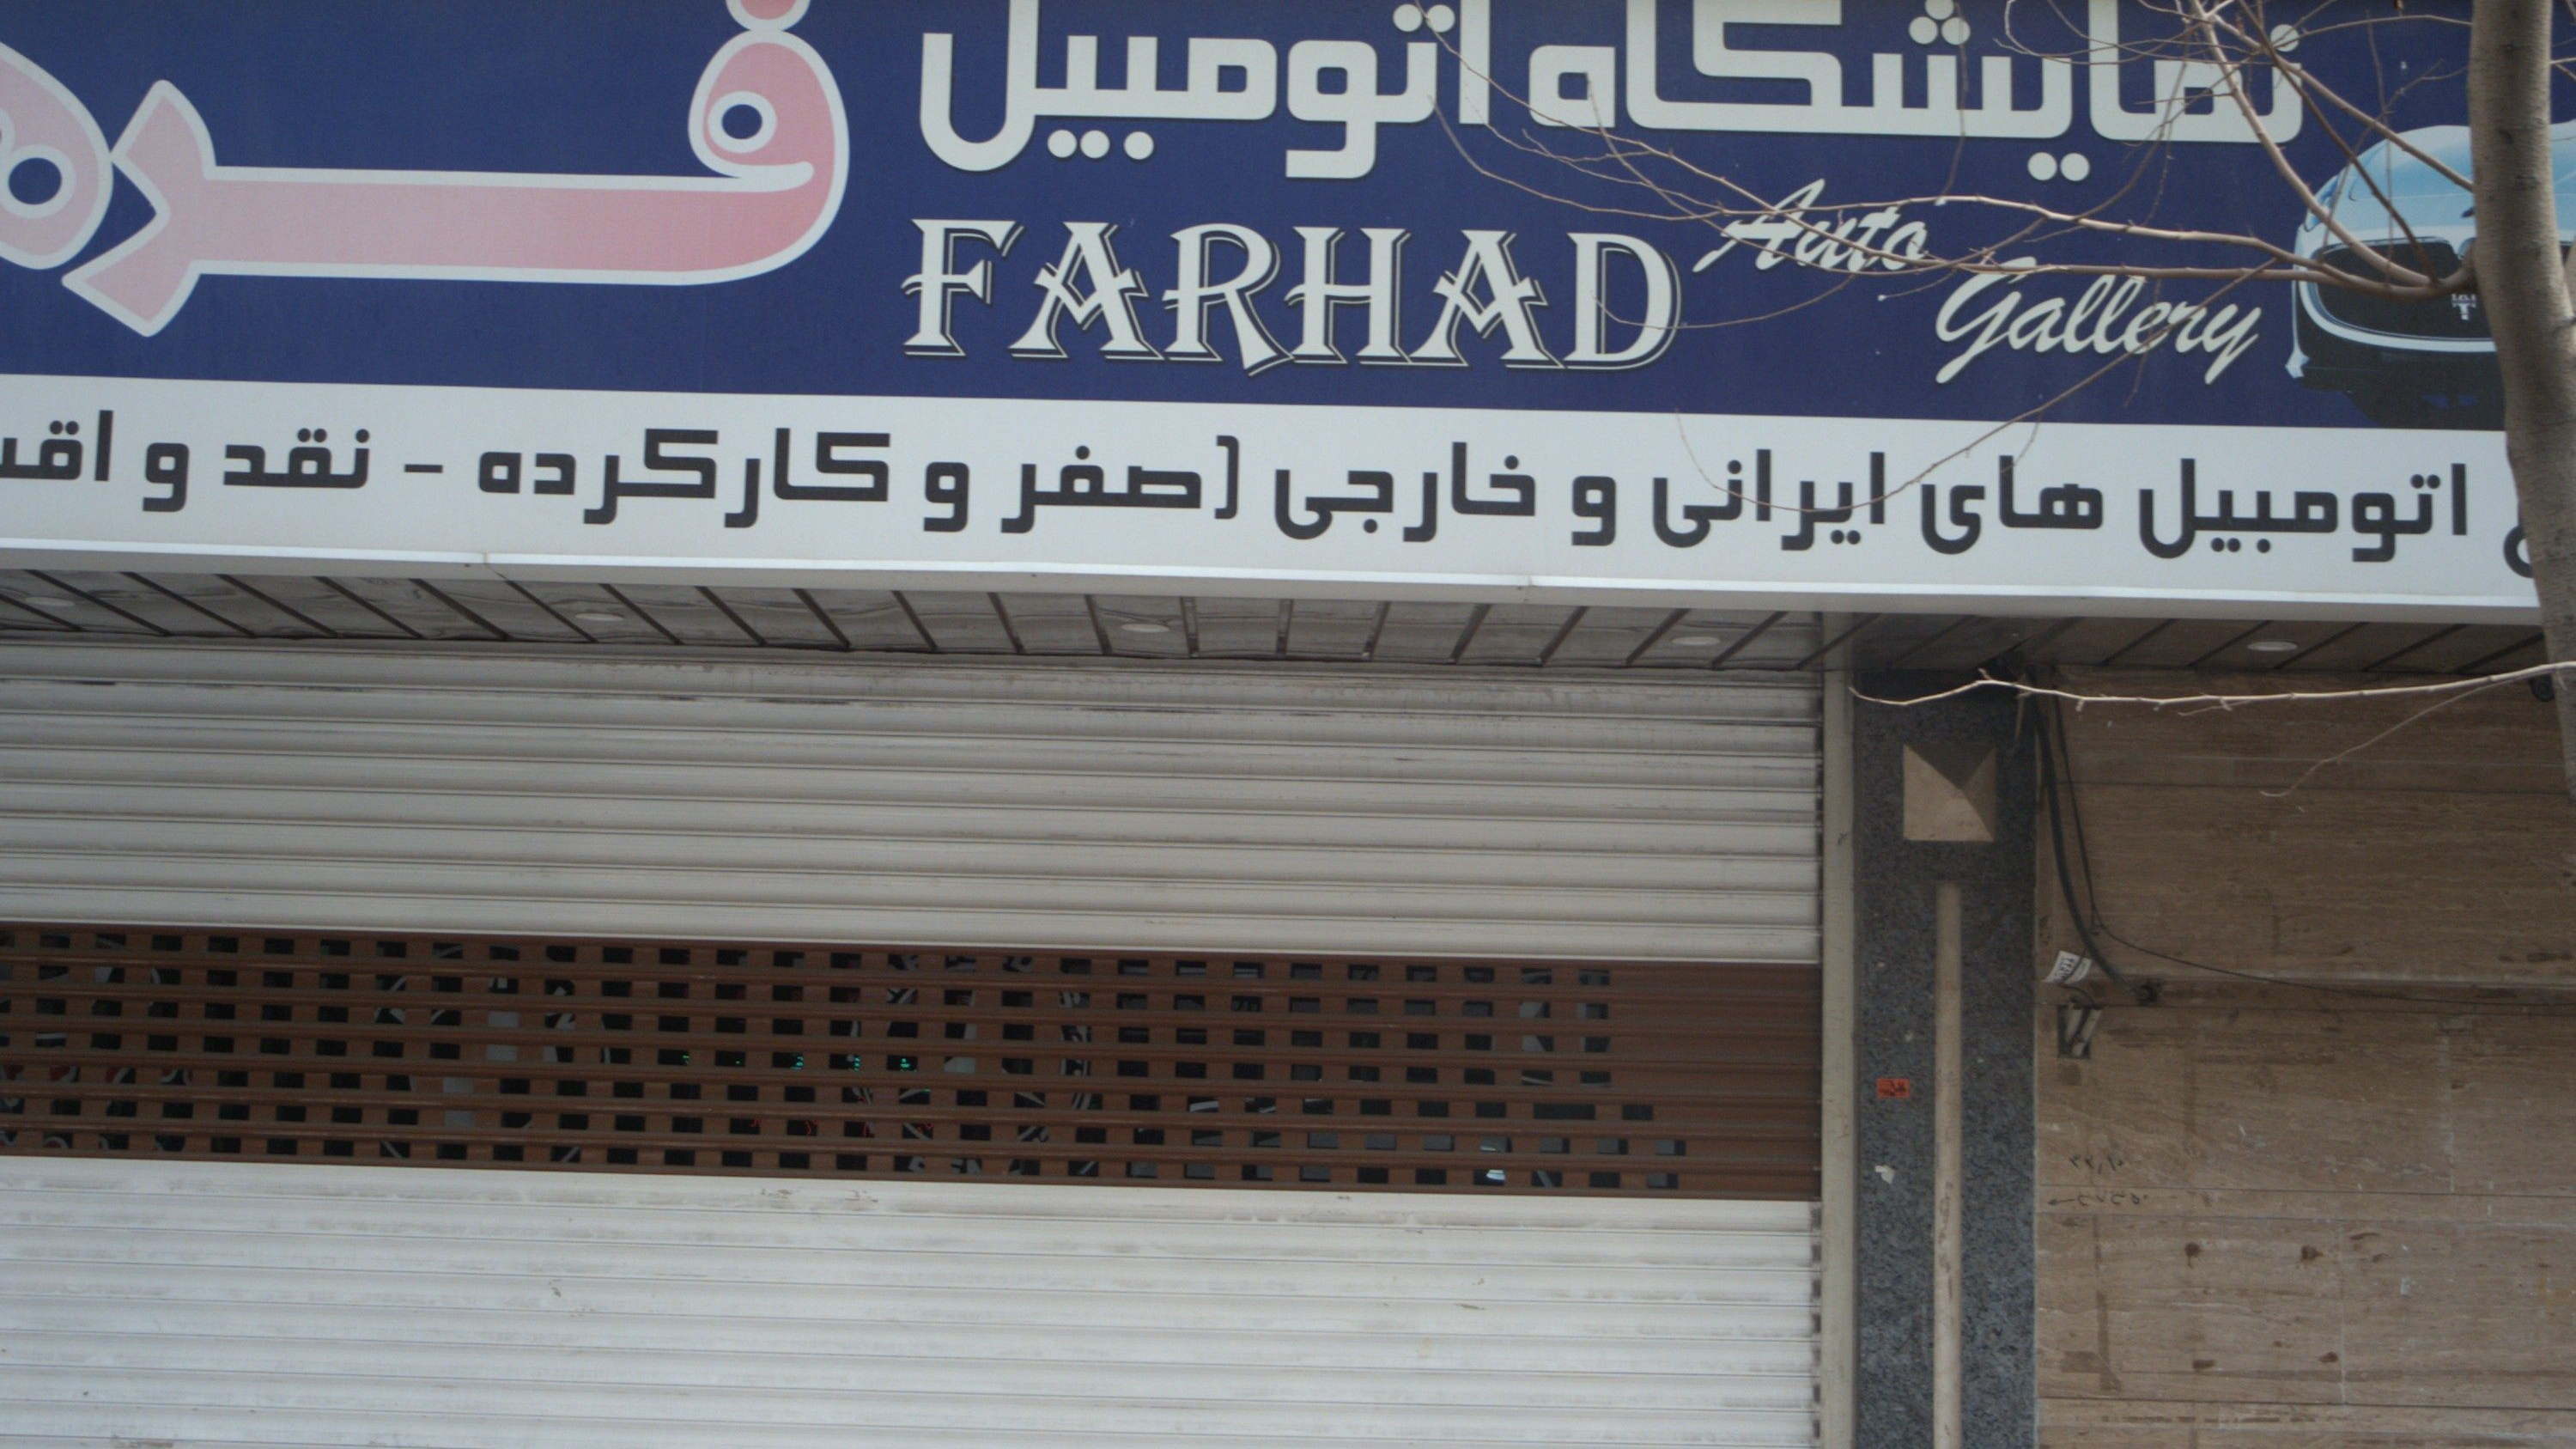 نمایشگاه اتومبیل
FARHAD Auto Gallery
اتومبیل های ایرانی و خارجی (صفر و کارکرده - نقد و